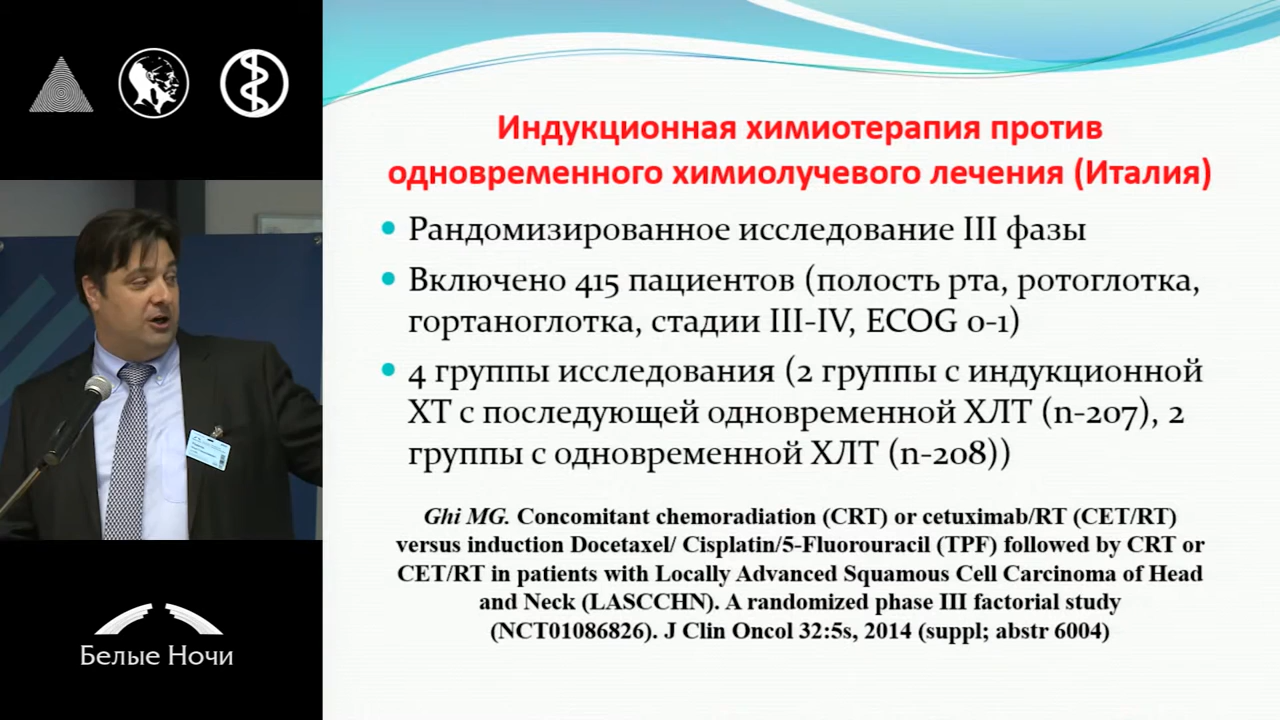 Индукционная химиотерапия против
одновременного химиолучевого лечения (Италия)
• Рандомизированное исследование III фазы
• Включено 415 пациентов (полость рта, ротоглотка,
гортаноглотка, стадии III-IV, ECOG 0-1)
• 4 группы исследования (2 группы с индукционной
ХТ с последующей одновременной ХЛТ (n-207), 2
группы с одновременной ХЛТ (n-208))
Ghi MG. Concomitant chemoradiation (CRT) or cetuximab/RT (CET/RT)
versus induction Docetaxel/ Cisplatin/5-Fluorouracil (TPF) followed by CRT or
CET/RT in patients with Locally Advanced Squamous Cell Carcinoma of Head
and Neck (LASCCHN). A randomized phase III factorial study
(NCT01086826). J Clin Oncol 32:5s, 2014 (suppl; abstr 6004)
Белые Ночи